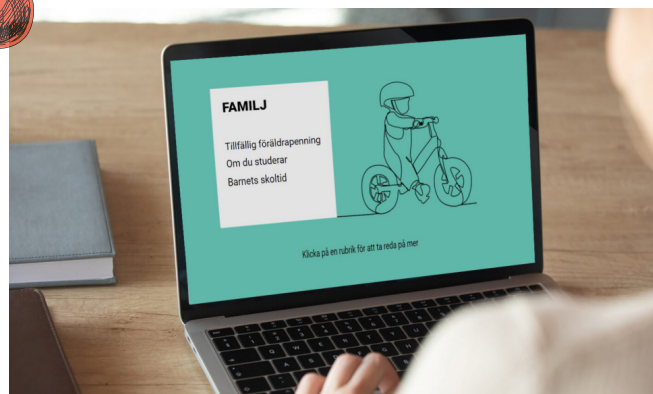 FAMILJ
Tillfällig föräldrapenning
Om du studerar
Barnets skoltid
Klicka på en rubrik för att ta reda på mer